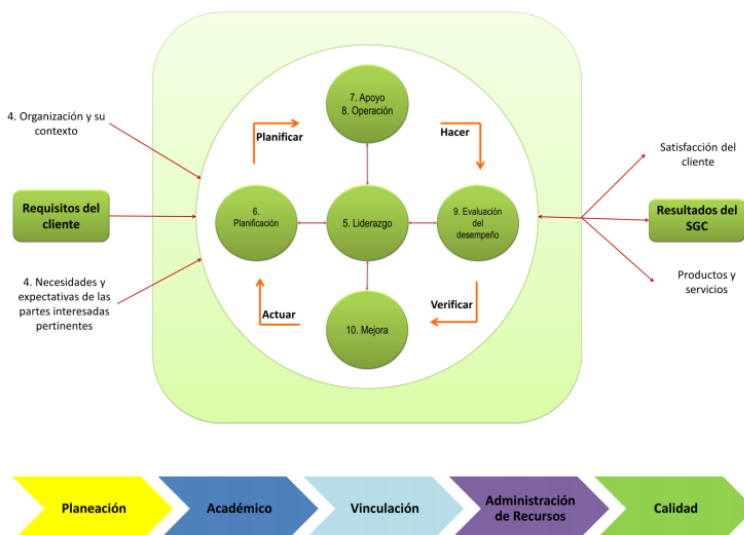 7. Apoyo
8. Operación
Planificar
Hacer
4. Organización y su
contexto
Satisfacción del
cliente
Requisitos del
cliente
6.
Planificación
5. Liderazgo
9. Evaluación
del
desempeño
Resultados del
SGC
4. Necesidades y
expectativas de las
partes interesadas
pertinentes
Productos y
servicios
Actuar
Verificar
10. Mejora
Planeación
Académico
Vinculación
Administración
de Recursos
Calidad